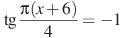 tg π(x + 6)/4 = −1